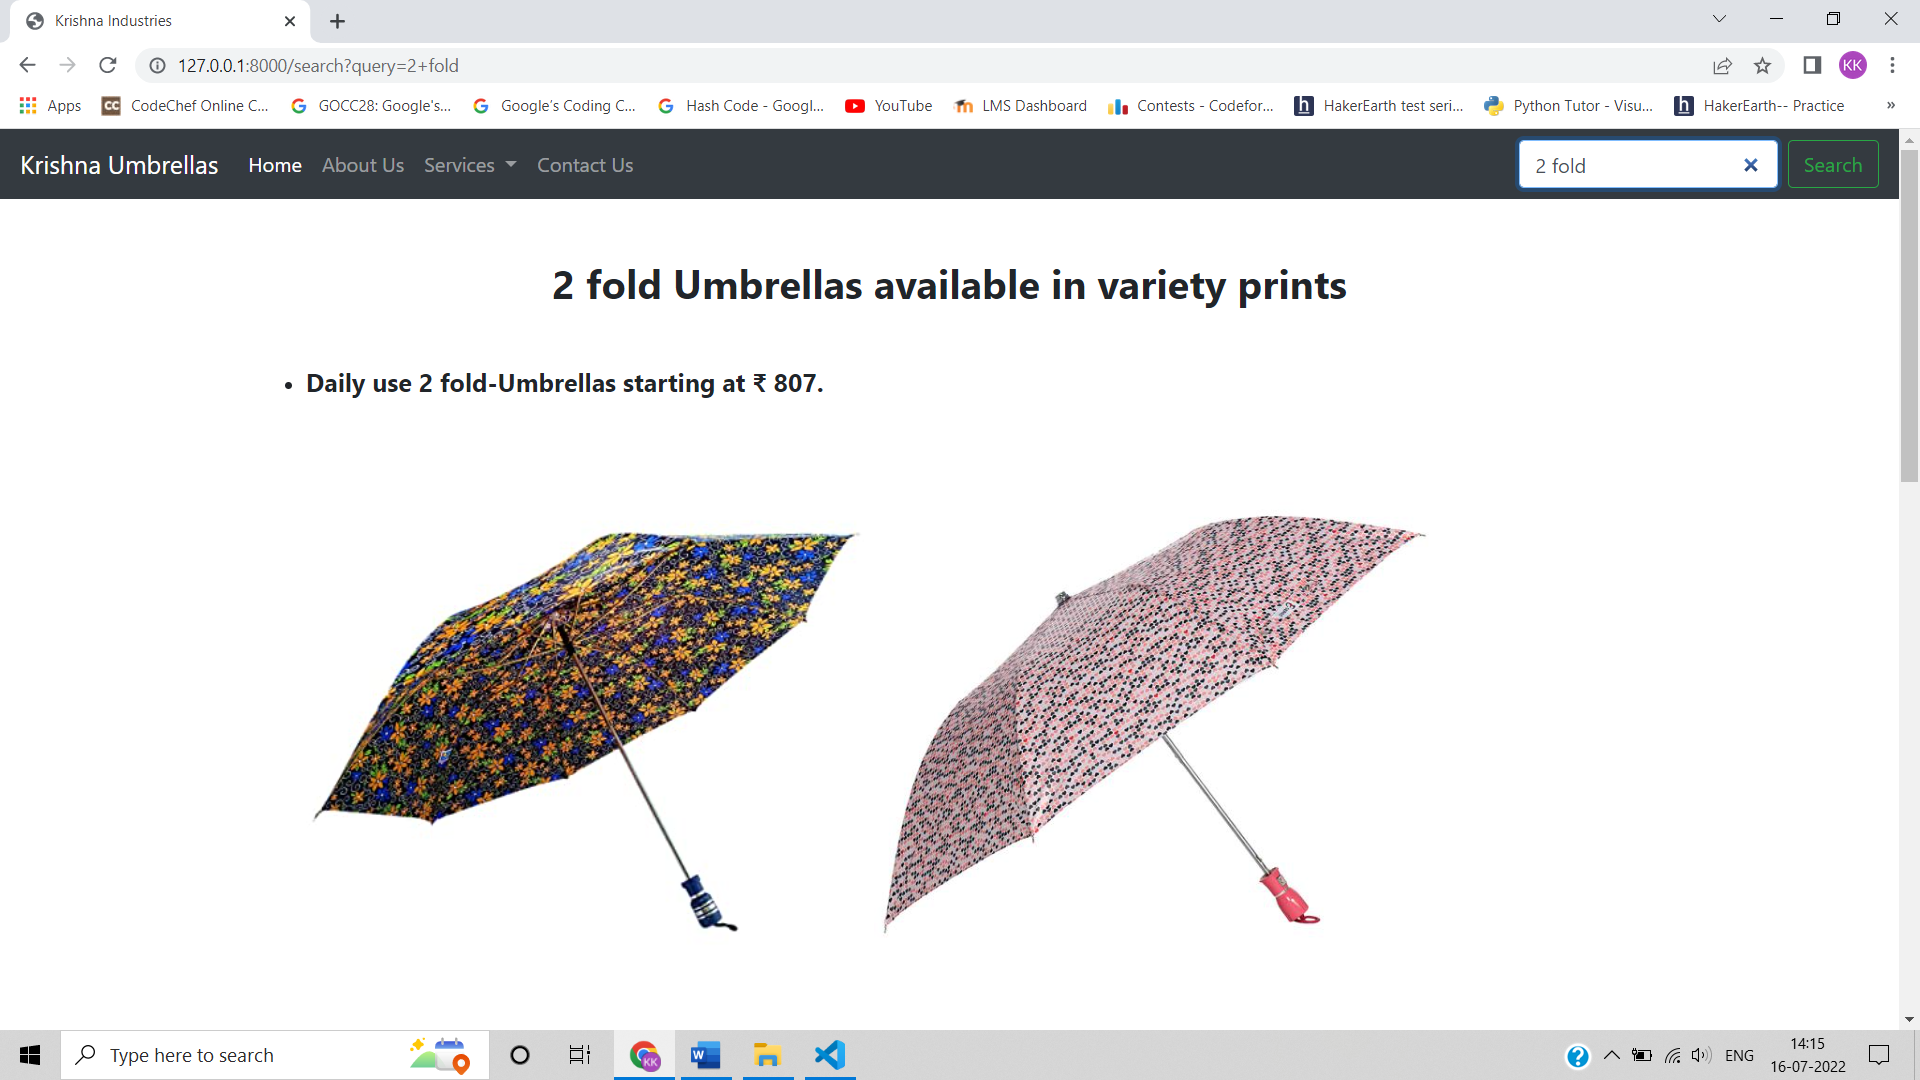 Krishna Industries
127.0.0.1:8000/search?query=2+fold
KK
Apps
CodeChef Online C...
GOCC28: Google's...
Google's Coding C...
Hash Code - Googl...
YouTube
LMS Dashboard
Contests - Codefor...
HakerEarth test seri...
Python Tutor - Visu...
HakerEarth-- Practice
»
Krishna Umbrellas
Home
About Us
Services
Contact Us
2 fold
Search
2 fold Umbrellas available in variety prints
• Daily use 2 fold-Umbrellas starting at ₹ 807.
Type here to search
KK
ENG
14:15
16-07-2022